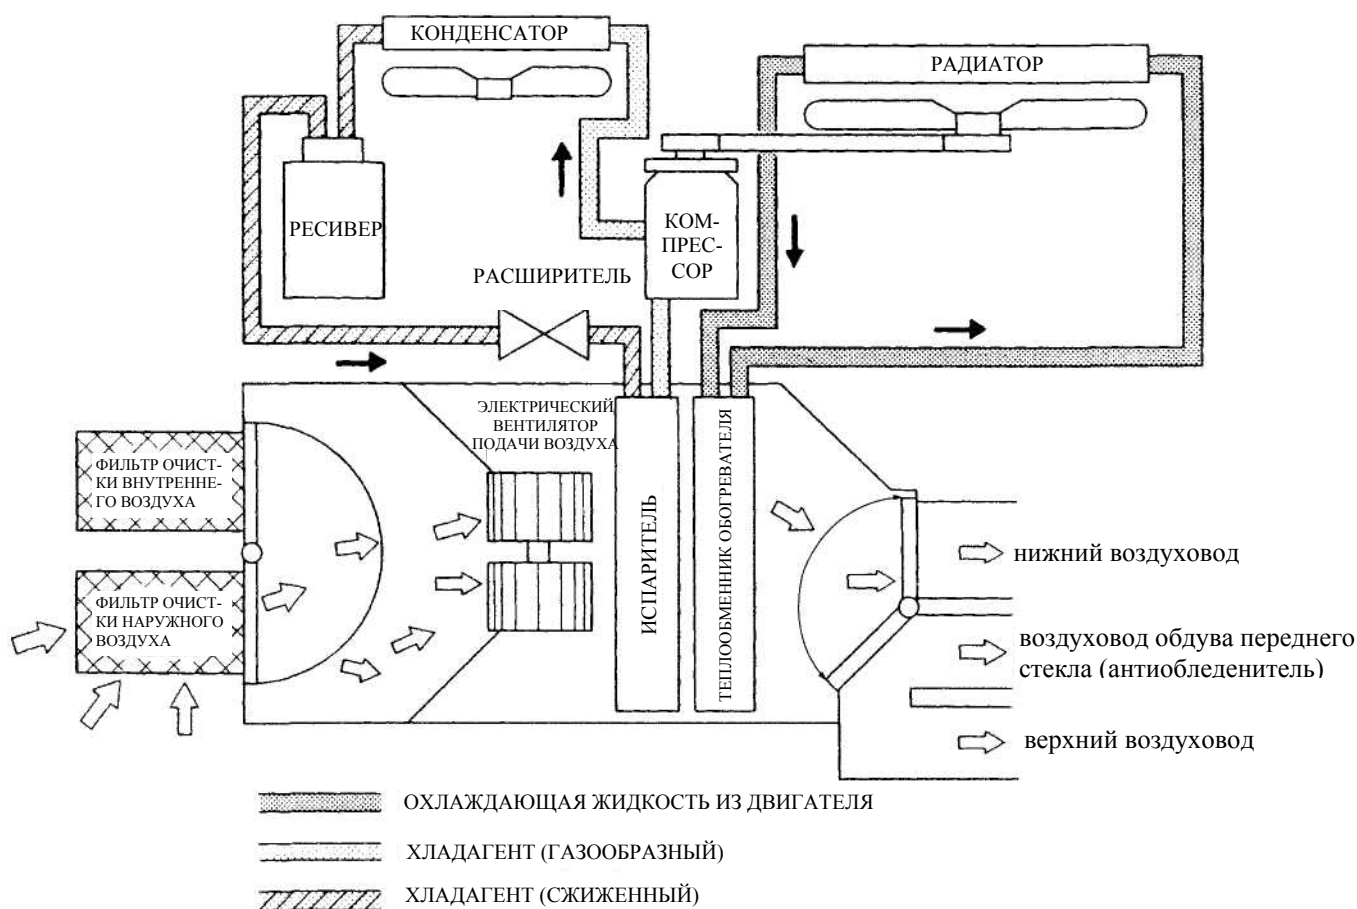 КОНДЕНСАТОР
РАДИАТОР
РЕСИВЕР
КОМ-
ПРЕС-
СОР
РАСШИРИТЕЛЬ
ЭЛЕКТРИЧЕСКИЙ
ВЕНТИЛЯТОР
ПОДАЧИ ВОЗДУХА
ФИЛЬТР ОЧИСТ-
КИ ВНУТРЕННЕ-
ГО ВОЗДУХА
ФИЛЬТР ОЧИСТ-
КИ НАРУЖНОГО
ВОЗДУХА
ИСПАРИТЕЛЬ
ТЕПЛООБМЕННИК ОБОГРЕВАТЕЛЯ
нижний воздуховод
воздуховод обдува переднего
стекла (антиобледенитель)
верхний воздуховод
ОХЛАЖДАЮЩАЯ ЖИДКОСТЬ ИЗ ДВИГАТЕЛЯ
ХЛАДАГЕНТ (ГАЗООБРАЗНЫЙ)
ХЛАДАГЕНТ (СЖИЖЕННЫЙ)